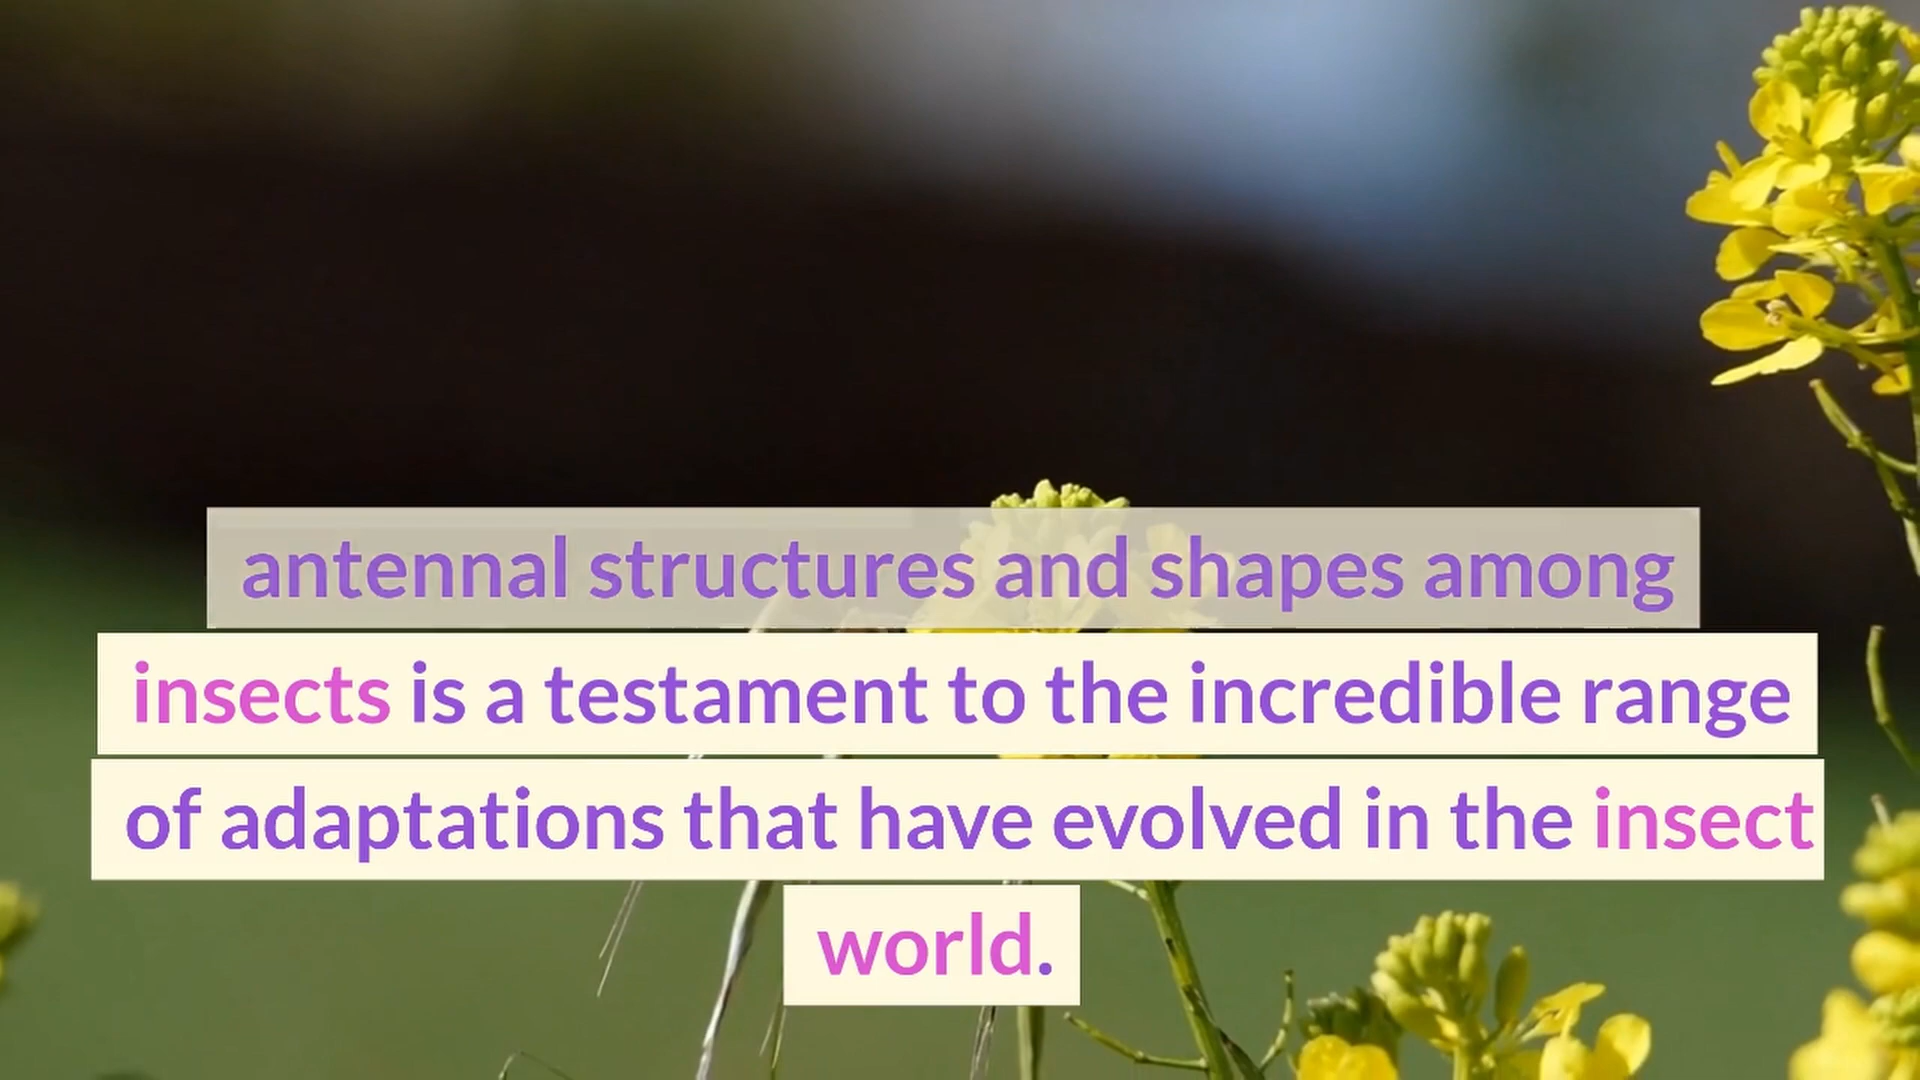 antennal structures and shapes among
insects is a testament to the incredible range
of adaptations that have evolved in the insect
world.